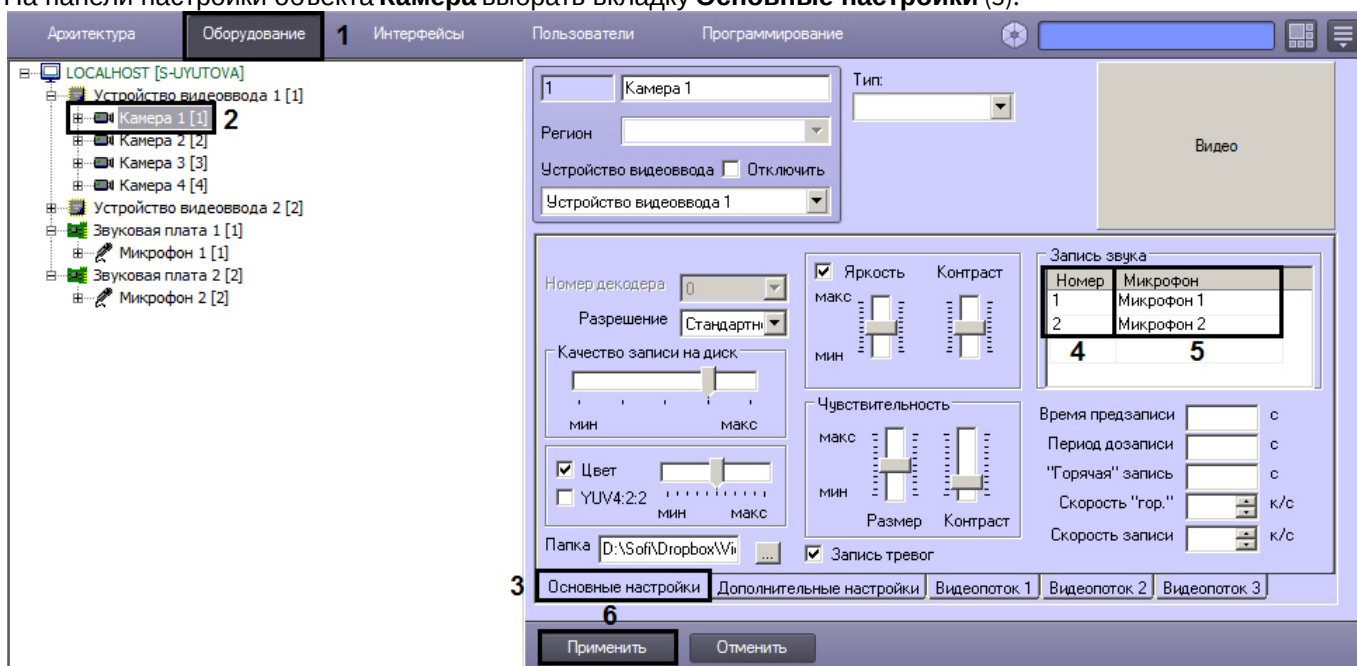 На панели настройки объекта Камера выбрать вкладку Основные настройки (3).
Архитектура Оборудование 1 Интерфейсы Пользователи Программирование
LOCALHOST [S-UYUTOVA]
Устройство видеоввода 1 [1]
Камера 1 [1] 2
Камера 2 [2]
Камера 3 [3]
Камера 4 [4]
Устройство видеоввода 2 [2]
Звуковая плата 1 [1]
Микрофон 1 [1]
Звуковая плата 2 [2]
Микрофон 2 [2]
1 Камера 1
Регион
Устройство видеоввода Отключить
Устройство видеоввода 1
Тип:
Видео
Номер декодера 0
Разрешение Стандартн
Качество записи на диск
мин макс
Цвет
YUV4:2:2
мин макс
Папка D:\Sofi\Dropbox\Vi ...
Яркость Контраст
макс
мин
Чувствительность
макс
мин
Размер Контраст
Запись тревог
Запись звука
Номер Микрофон
1 Микрофон 1
2 Микрофон 2
4 5
Время предзаписи с
Период дозаписи с
"Горячая" запись с
Скорость "гор." к/с
Скорость записи к/с
3 Основные настройки Дополнительные настройки Видеопоток 1 Видеопоток 2 Видеопоток 3
6
Применить Отменить